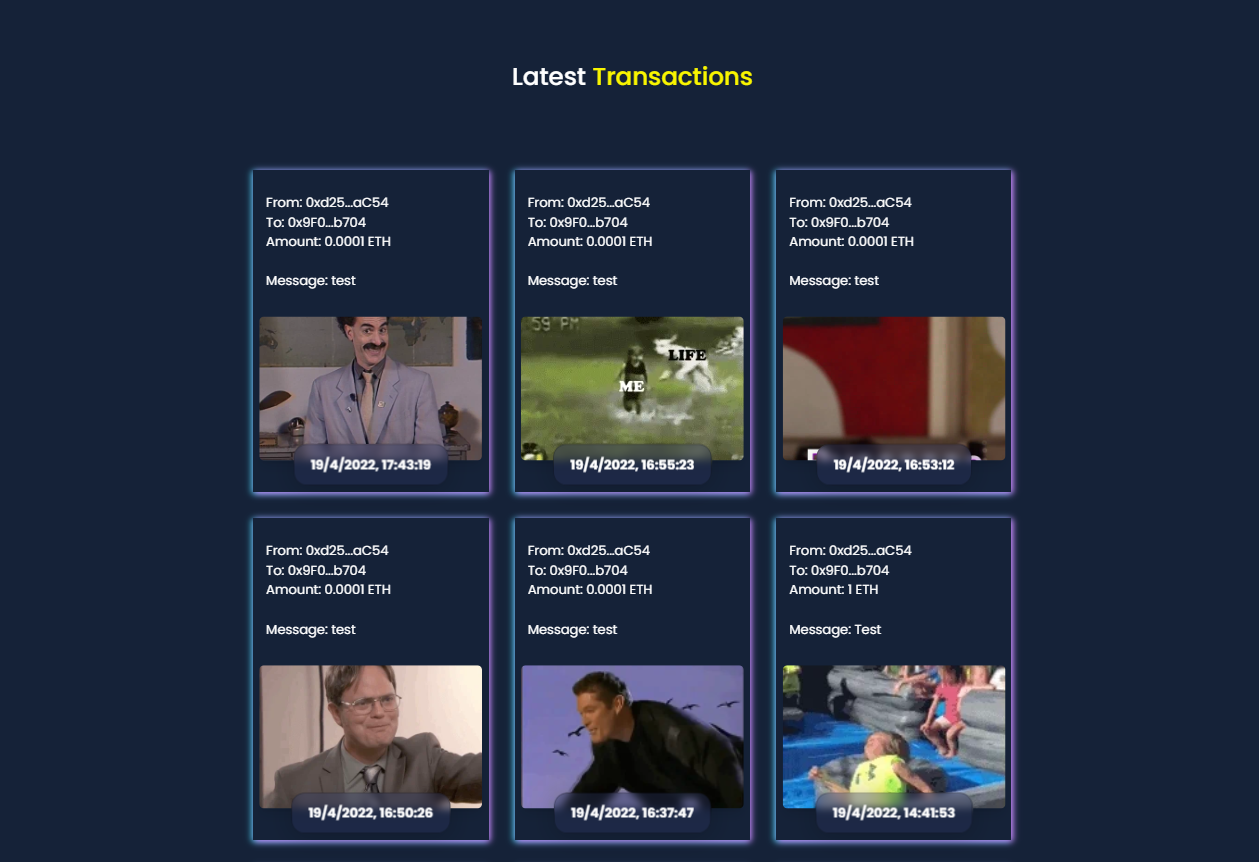 Latest Transactions
From: 0xd25...aC54
To: 0x9F0...b704
Amount: 0.0001 ETH
Message: test
19/4/2022, 17:43:19
From: 0xd25...aC54
To: 0x9F0...b704
Amount: 0.0001 ETH
Message: test
59 PM
LIFE
ME
19/4/2022, 16:55:23
From: 0xd25...aC54
To: 0x9F0...b704
Amount: 0.0001 ETH
Message: test
19/4/2022, 16:53:12
From: 0xd25...aC54
To: 0x9F0...b704
Amount: 0.0001 ETH
Message: test
19/4/2022, 16:50:26
From: 0xd25...aC54
To: 0x9F0...b704
Amount: 0.0001 ETH
Message: test
19/4/2022, 16:37:47
From: 0xd25...aC54
To: 0x9F0...b704
Amount: 1 ETH
Message: Test
19/4/2022, 14:41:53